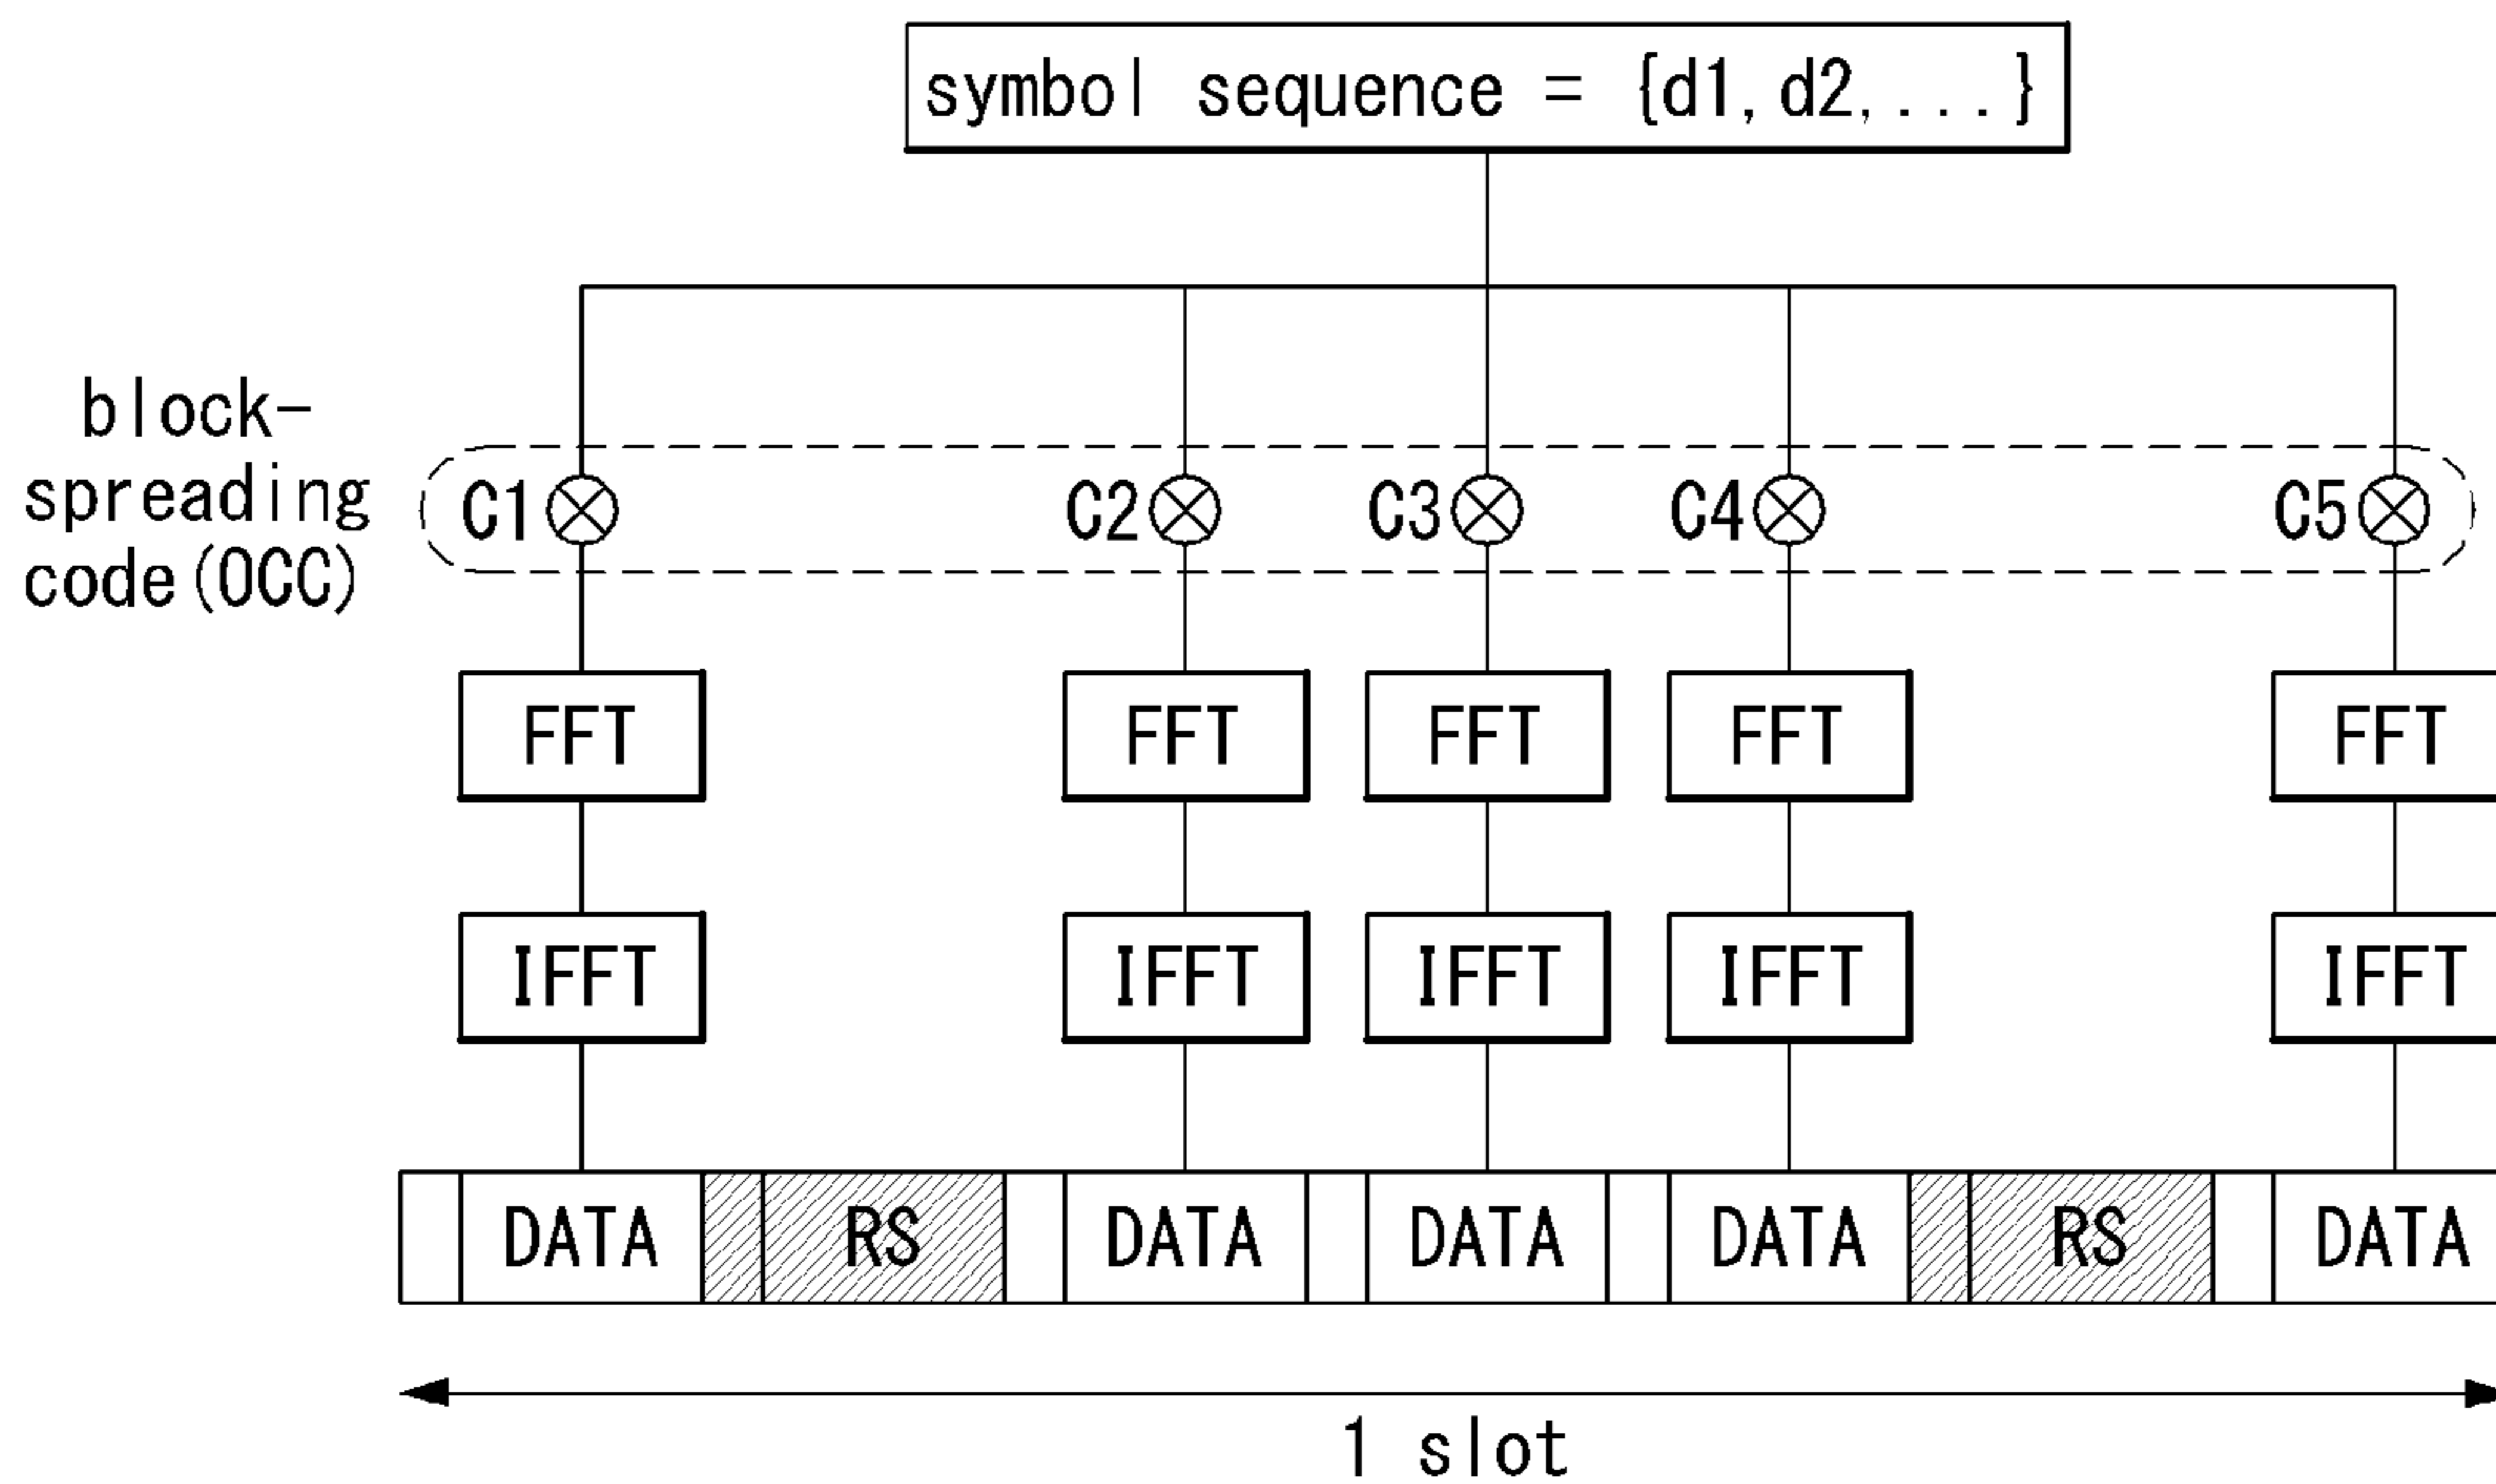 symbol sequence = {d1, d2, ...}
block-
spreading
code(OCC)
C1 C2 C3 C4 C5
FFT FFT FFT FFT FFT
IFFT IFFT IFFT IFFT IFFT
DATA RS DATA DATA DATA RS DATA
1 slot